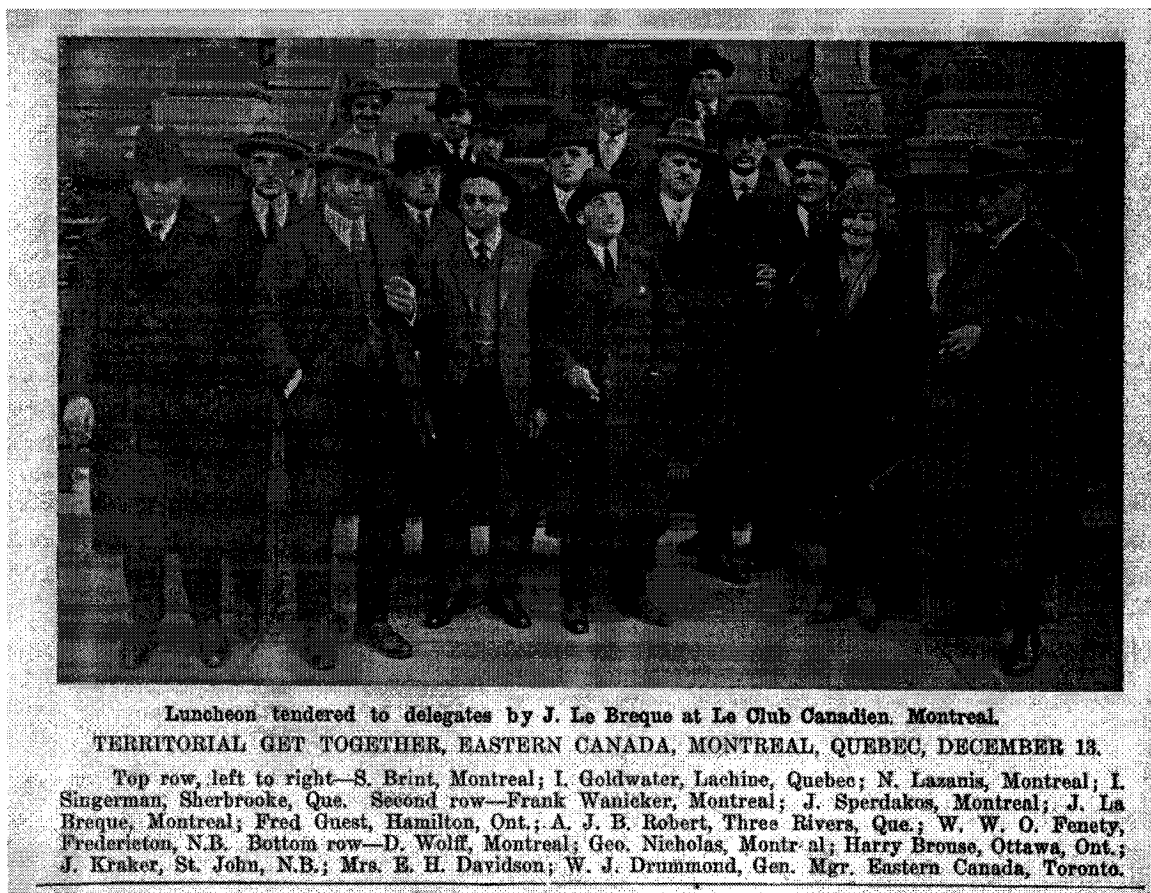 Luncheon tendered to delegates by J. Le Breque at Le Club Canadien. Montreal.
TERRITORIAL GET TOGETHER, EASTERN CANADA, MONTREAL, QUEBEC, DECEMBER 13.
Top row, left to right—S. Brint, Montreal; I. Goldwater, Lachine, Quebec; N. Lazanis, Montreal; I.
Singerman, Sherbrooke, Que. Second row—Frank Wanicker, Montreal; J. Sperdakos, Montreal; J. La
Breque, Montreal; Fred Guest, Hamilton, Ont.; A. J. B. Robert, Three Rivers, Que.; W. W. O. Fenety,
Fredericton, N.B. Bottom row—D. Wolff, Montreal; Geo. Nicholas, Montr al; Harry Brouse, Ottawa, Ont.;
J. Kraker, St. John, N.B.; Mrs. E. H. Davidson; W. J. Drummond, Gen. Mgr. Eastern Canada, Toronto.